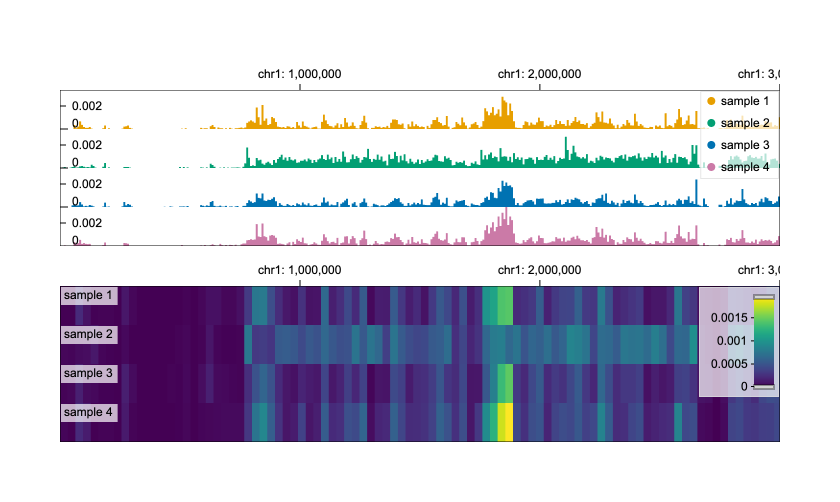 chr1: 1,000,000 chr1: 2,000,000 chr1: 3,0
0.002
0
sample 1
0.002
0
sample 2
0.002
0
sample 3
0.002
0
sample 4
chr1: 1,000,000 chr1: 2,000,000 chr1: 3,0
sample 1
sample 2
sample 3
sample 4
0.0015
0.001
0.0005
0